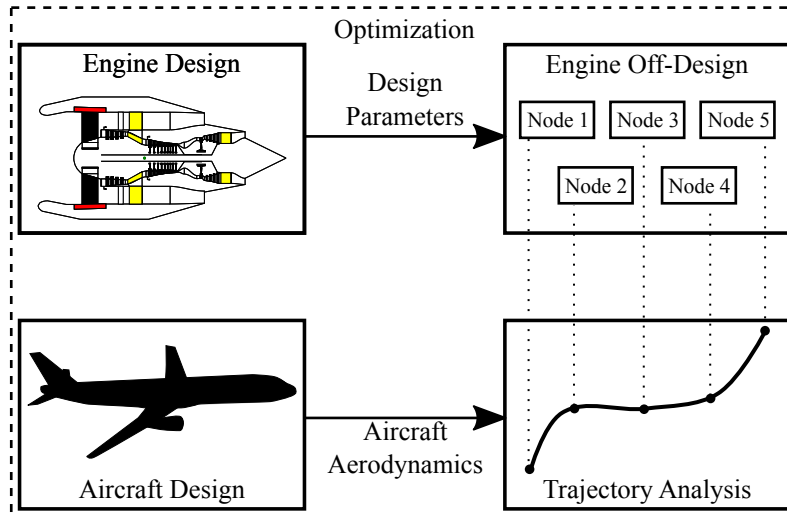 Optimization
Engine Design
Design
Parameters
Engine Off-Design
Node 1
Node 3
Node 5
Node 2
Node 4
Aircraft Design
Aircraft
Aerodynamics
Trajectory Analysis